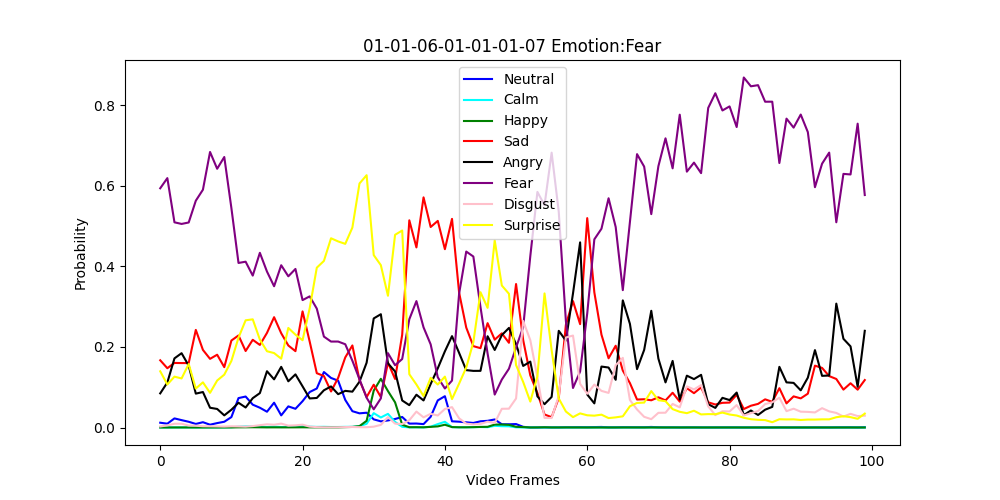 01-01-06-01-01-01-07 Emotion:Fear
Neutral
Calm
Happy
Sad
Angry
Fear
Disgust
Surprise
Probability
0.8
0.6
0.4
0.2
0.0
0 20 40 60 80 100
Video Frames